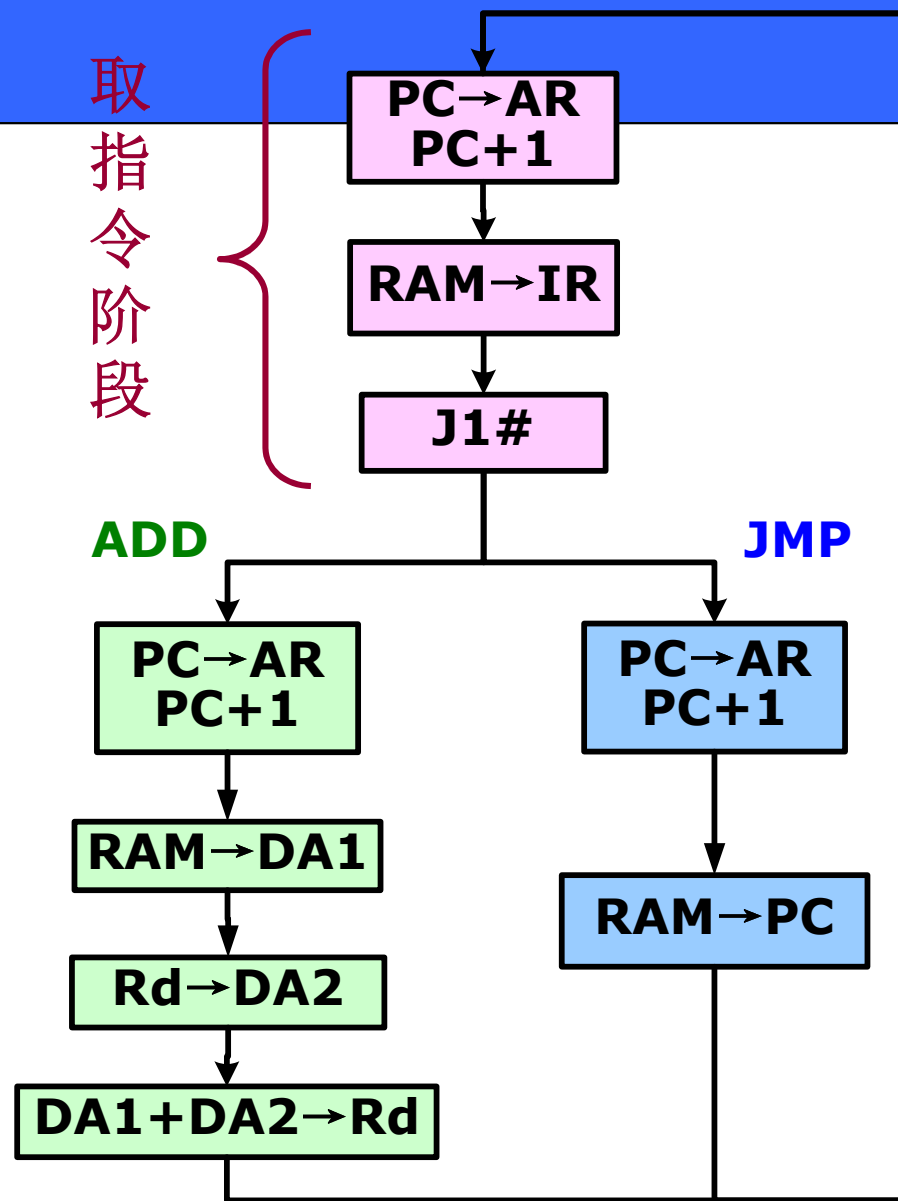 取
指
令
阶
段
PC→AR
PC+1
RAM→IR
J1#
ADD
JMP
PC→AR
PC+1
RAM→DA1
Rd→DA2
DA1+DA2→Rd
PC→AR
PC+1
RAM→PC